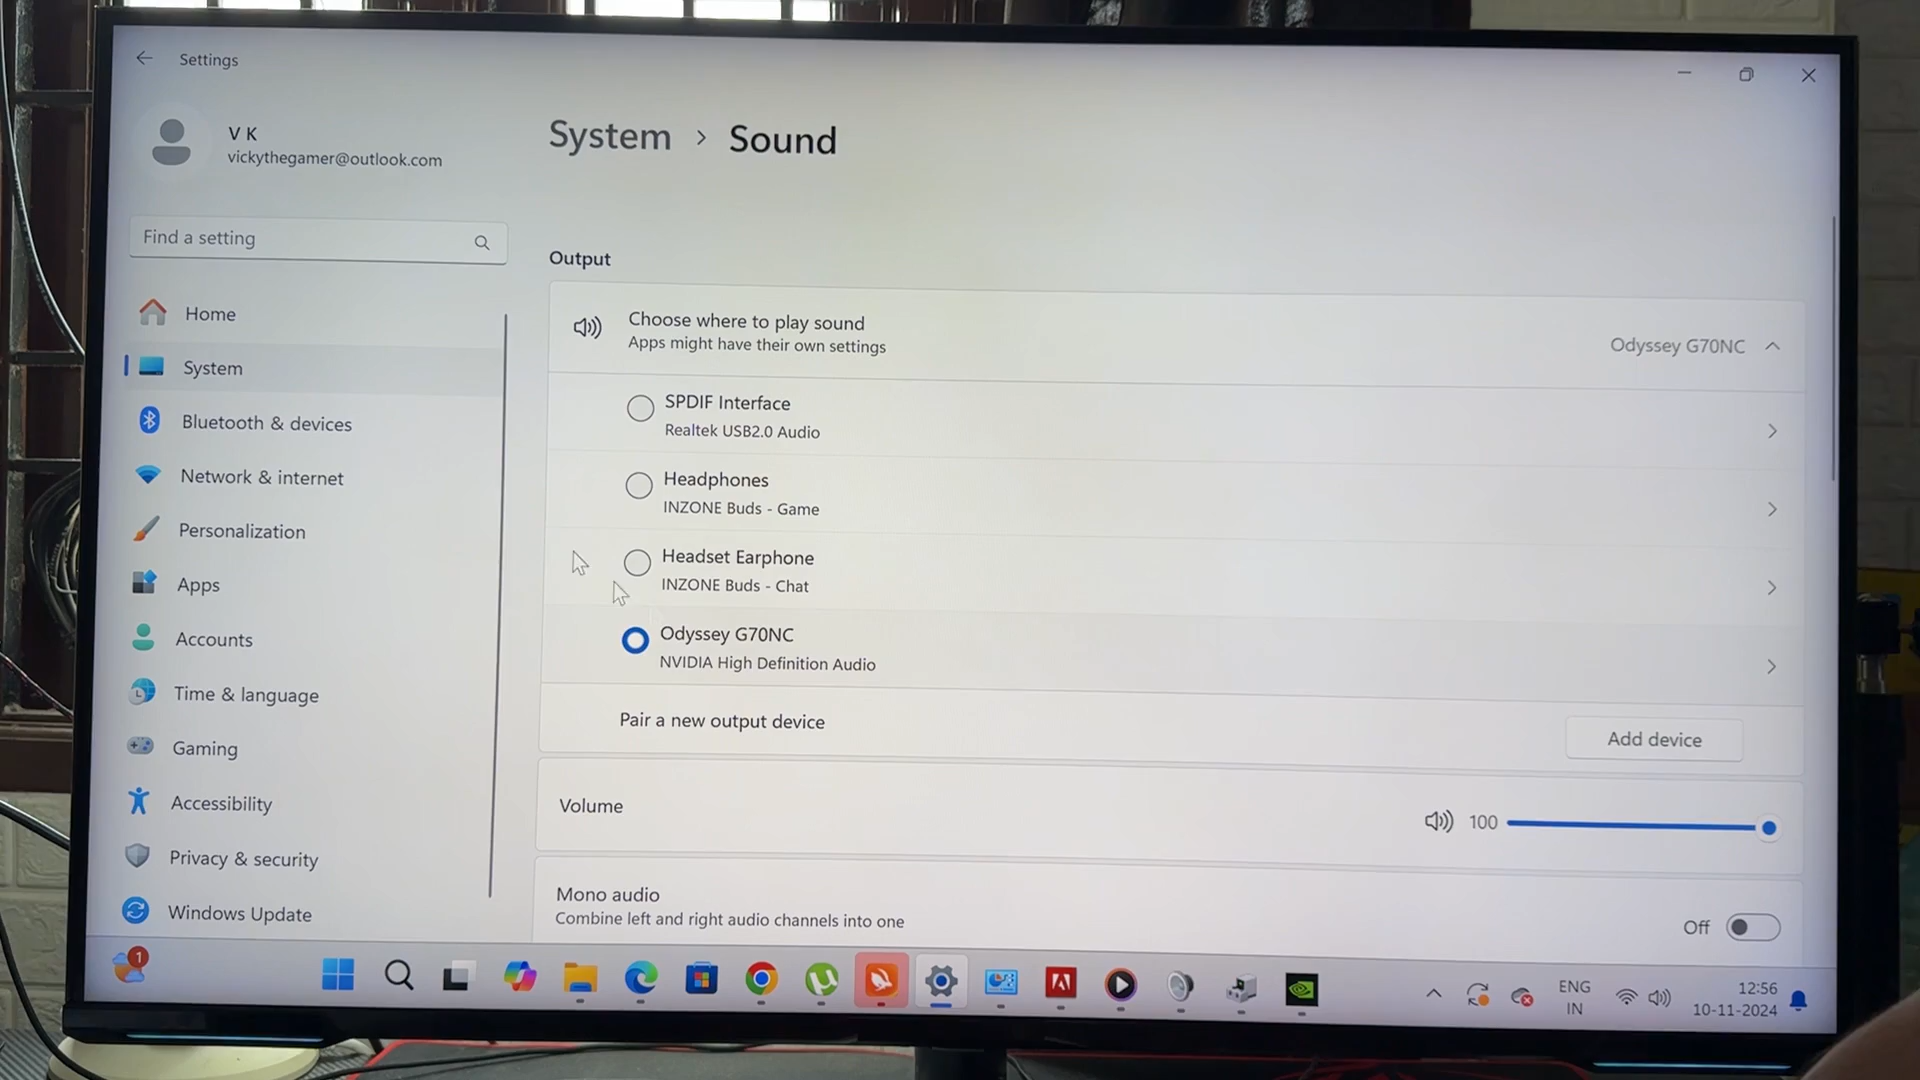 Settings
V K
vickythegamer@outlook.com
System > Sound
Find a setting
Home
System
Bluetooth & devices
Network & internet
Personalization
Apps
Accounts
Time & language
Gaming
Accessibility
Privacy & security
Windows Update
Output
Choose where to play sound
Apps might have their own settings
Odyssey G70NC
SPDIF Interface
Realtek USB2.0 Audio
Headphones
INZONE Buds - Game
Headset Earphone
INZONE Buds - Chat
Odyssey G70NC
NVIDIA High Definition Audio
Pair a new output device
Add device
Volume
100
Mono audio
Combine left and right audio channels into one
Off
1
ENG
IN
12:56
10-11-2024